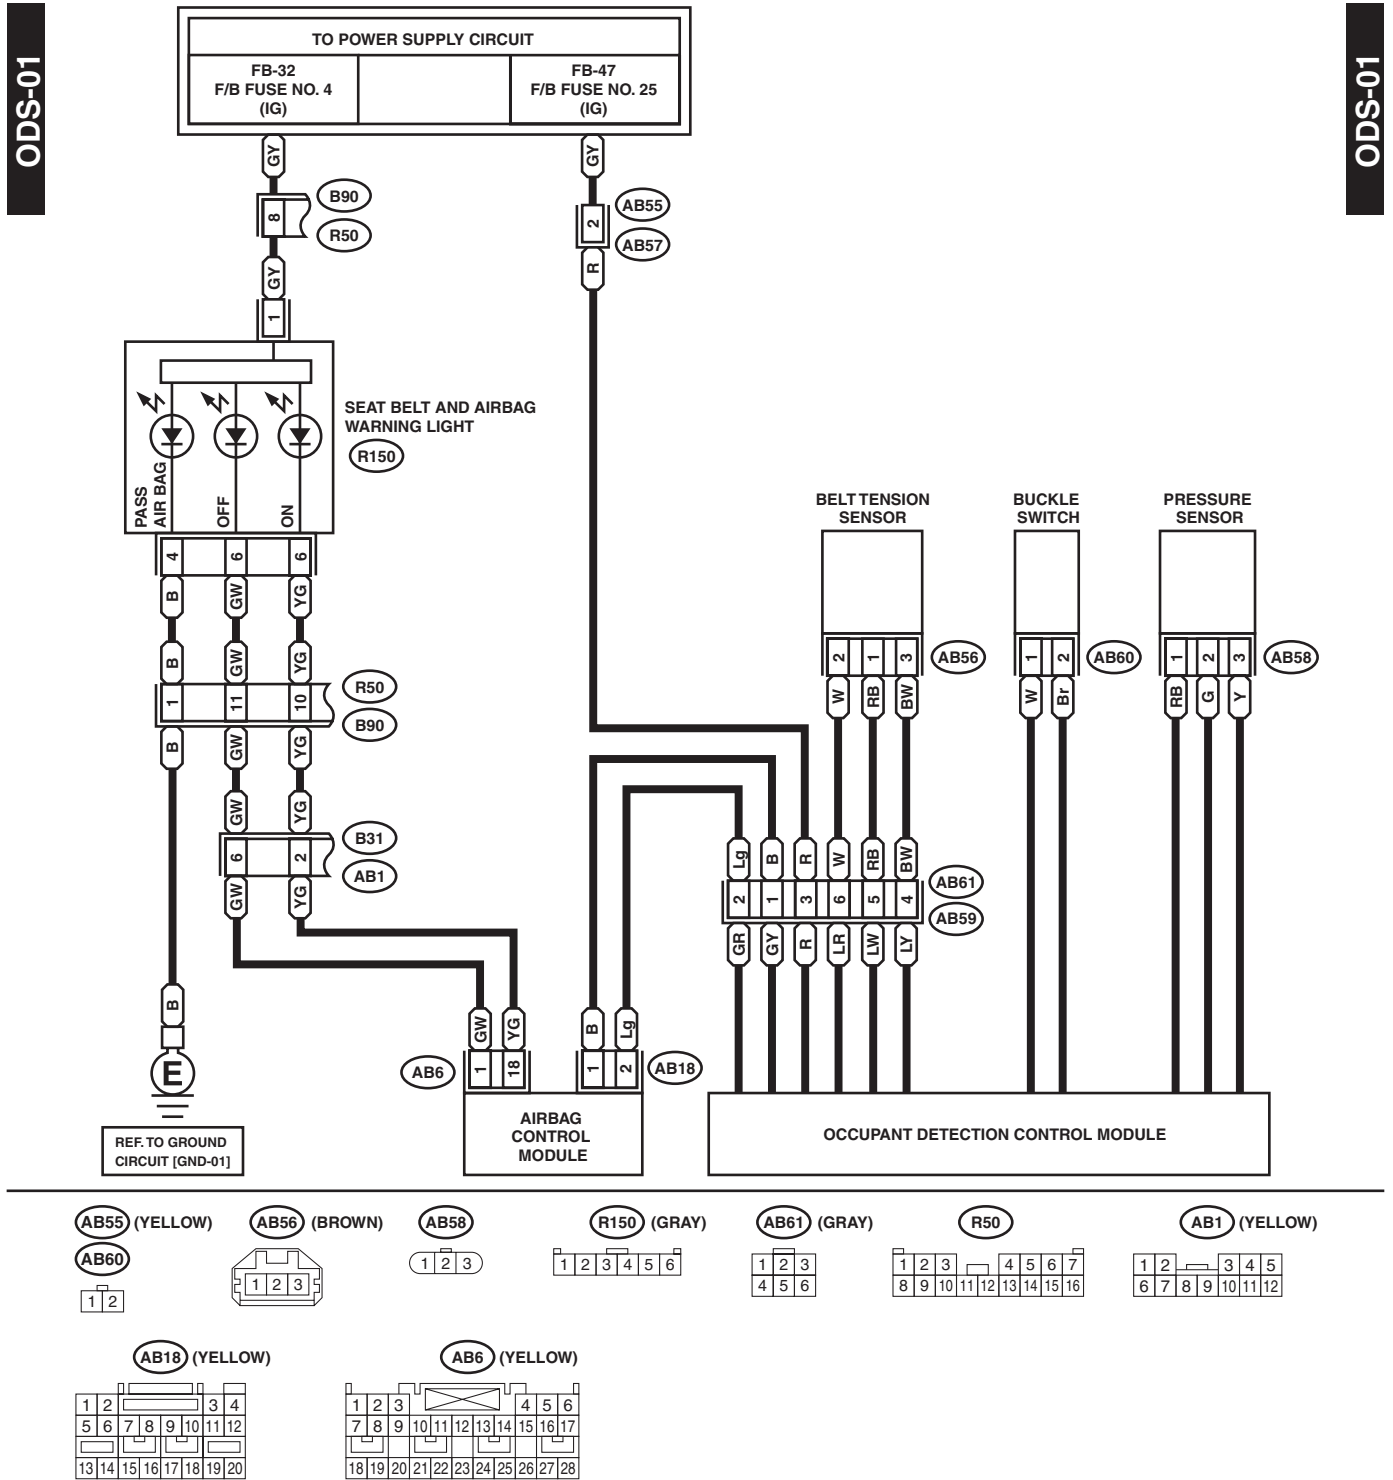 ODS-01
ODS-01
TO POWER SUPPLY CIRCUIT
FB-32
F/B FUSE NO. 4
(IG)
FB-47
F/B FUSE NO. 25
(IG)
GY
GY
8
B90
R50
2
AB55
AB57
GY
R
1
SEAT BELT AND AIRBAG
WARNING LIGHT
R150
PASS
AIR BAG
OFF
ON
4 6 6
B GW YG
B GW YG
1 11 10
R50
B90
B GW YG
GW YG
6 2
B31
AB1
GW YG
BELT TENSION
SENSOR
BUCKLE
SWITCH
PRESSURE
SENSOR
2 1 3
AB56
1 2
AB60
1 2 3
AB58
W RB BW
W Br
RB G Y
Lg B R W RB BW
2 1 3 6 5 4
AB61
AB59
GR GY R LR LW LY
B
E
REF. TO GROUND
CIRCUIT [GND-01]
GW YG
B Lg
AB6
1 18
1 2
AB18
AIRBAG
CONTROL
MODULE
OCCUPANT DETECTION CONTROL MODULE
AB55 (YELLOW)
AB60
1 2
AB56 (BROWN)
1 2 3
AB58
1 2 3
R150 (GRAY)
1 2 3 4 5 6
AB61 (GRAY)
1 2 3
4 5 6
R50
1 2 3 4 5 6 7
8 9 10 11 12 13 14 15 16
AB1 (YELLOW)
1 2 3 4 5
6 7 8 9 10 11 12
AB18 (YELLOW)
1 2 3 4
5 6 7 8 9 10 11 12
13 14 15 16 17 18 19 20
AB6 (YELLOW)
1 2 3 4 5 6
7 8 9 10 11 12 13 14 15 16 17
18 19 20 21 22 23 24 25 26 27 28